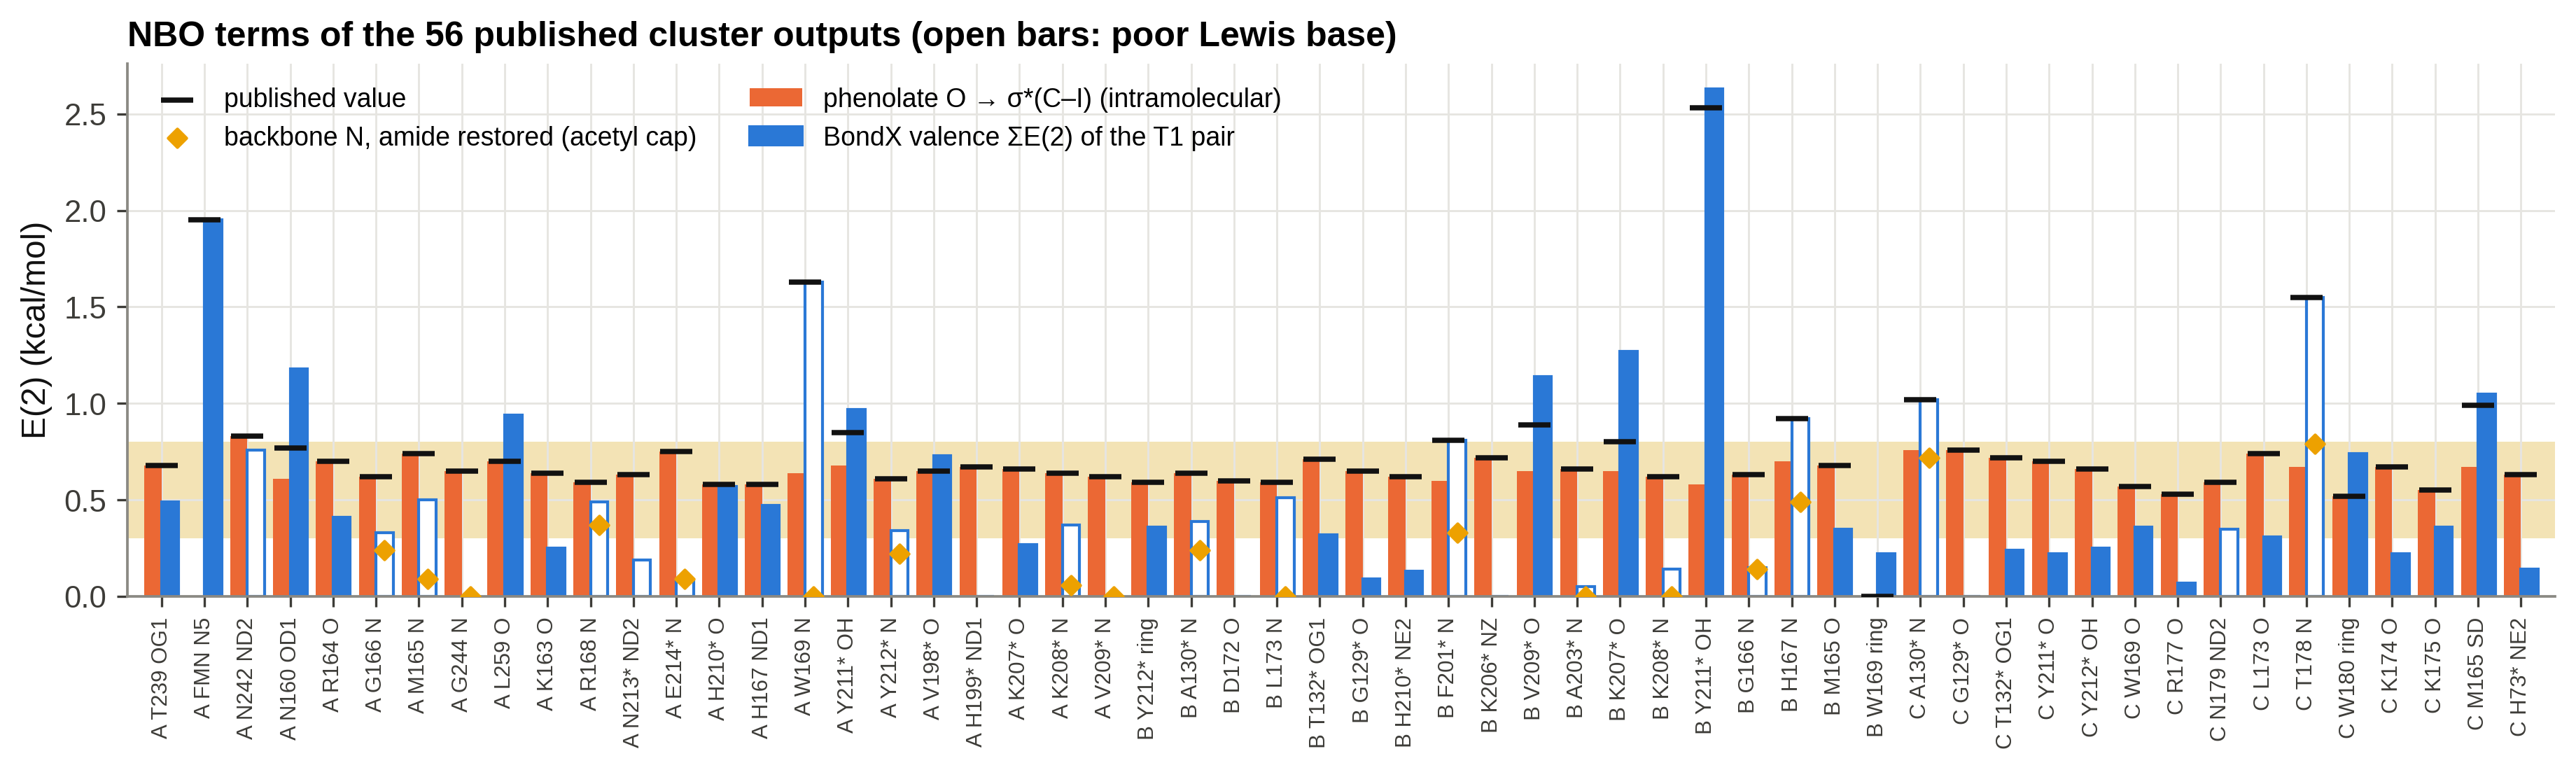 NBO terms of the 56 published cluster outputs (open bars: poor Lewis base)
published value
backbone N, amide restored (acetyl cap)
phenolate O → σ*(C–I) (intramolecular)
BondX valence ΣE(2) of the T1 pair
E(2) (kcal/mol)
2.5
2.0
1.5
1.0
0.5
0.0
A T239 OG1
A FMN N5
A N242 ND2
A N160 OD1
A R164 O
A G166 N
A M165 N
A G244 N
A L259 O
A K163 O
A R168 N
A N213* ND2
A E214* N
A H210* O
A H167 ND1
A W169 N
A Y211* OH
A Y212* N
A V198* O
A H199* ND1
A K207* O
A K208* N
A V209* N
B Y212* ring
B A130* N
B D172 O
B L173 N
B T132* OG1
B G129* O
B H210* NE2
B F201* N
B K206* NZ
B V209* O
B A203* N
B K207* O
B K208* N
B Y211* OH
B G166 N
B H167 N
B M165 O
B W169 ring
C A130* N
C G129* O
C T132* OG1
C Y211* O
C Y212* OH
C W169 O
C R177 O
C N179 ND2
C L173 O
C T178 N
C W180 ring
C K174 O
C K175 O
C M165 SD
C H73* NE2